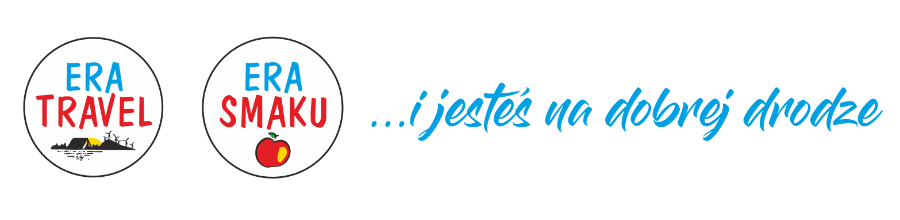 ERA
TRAVEL
ERA
SMAKU
...i jesteś na dobrej drodze